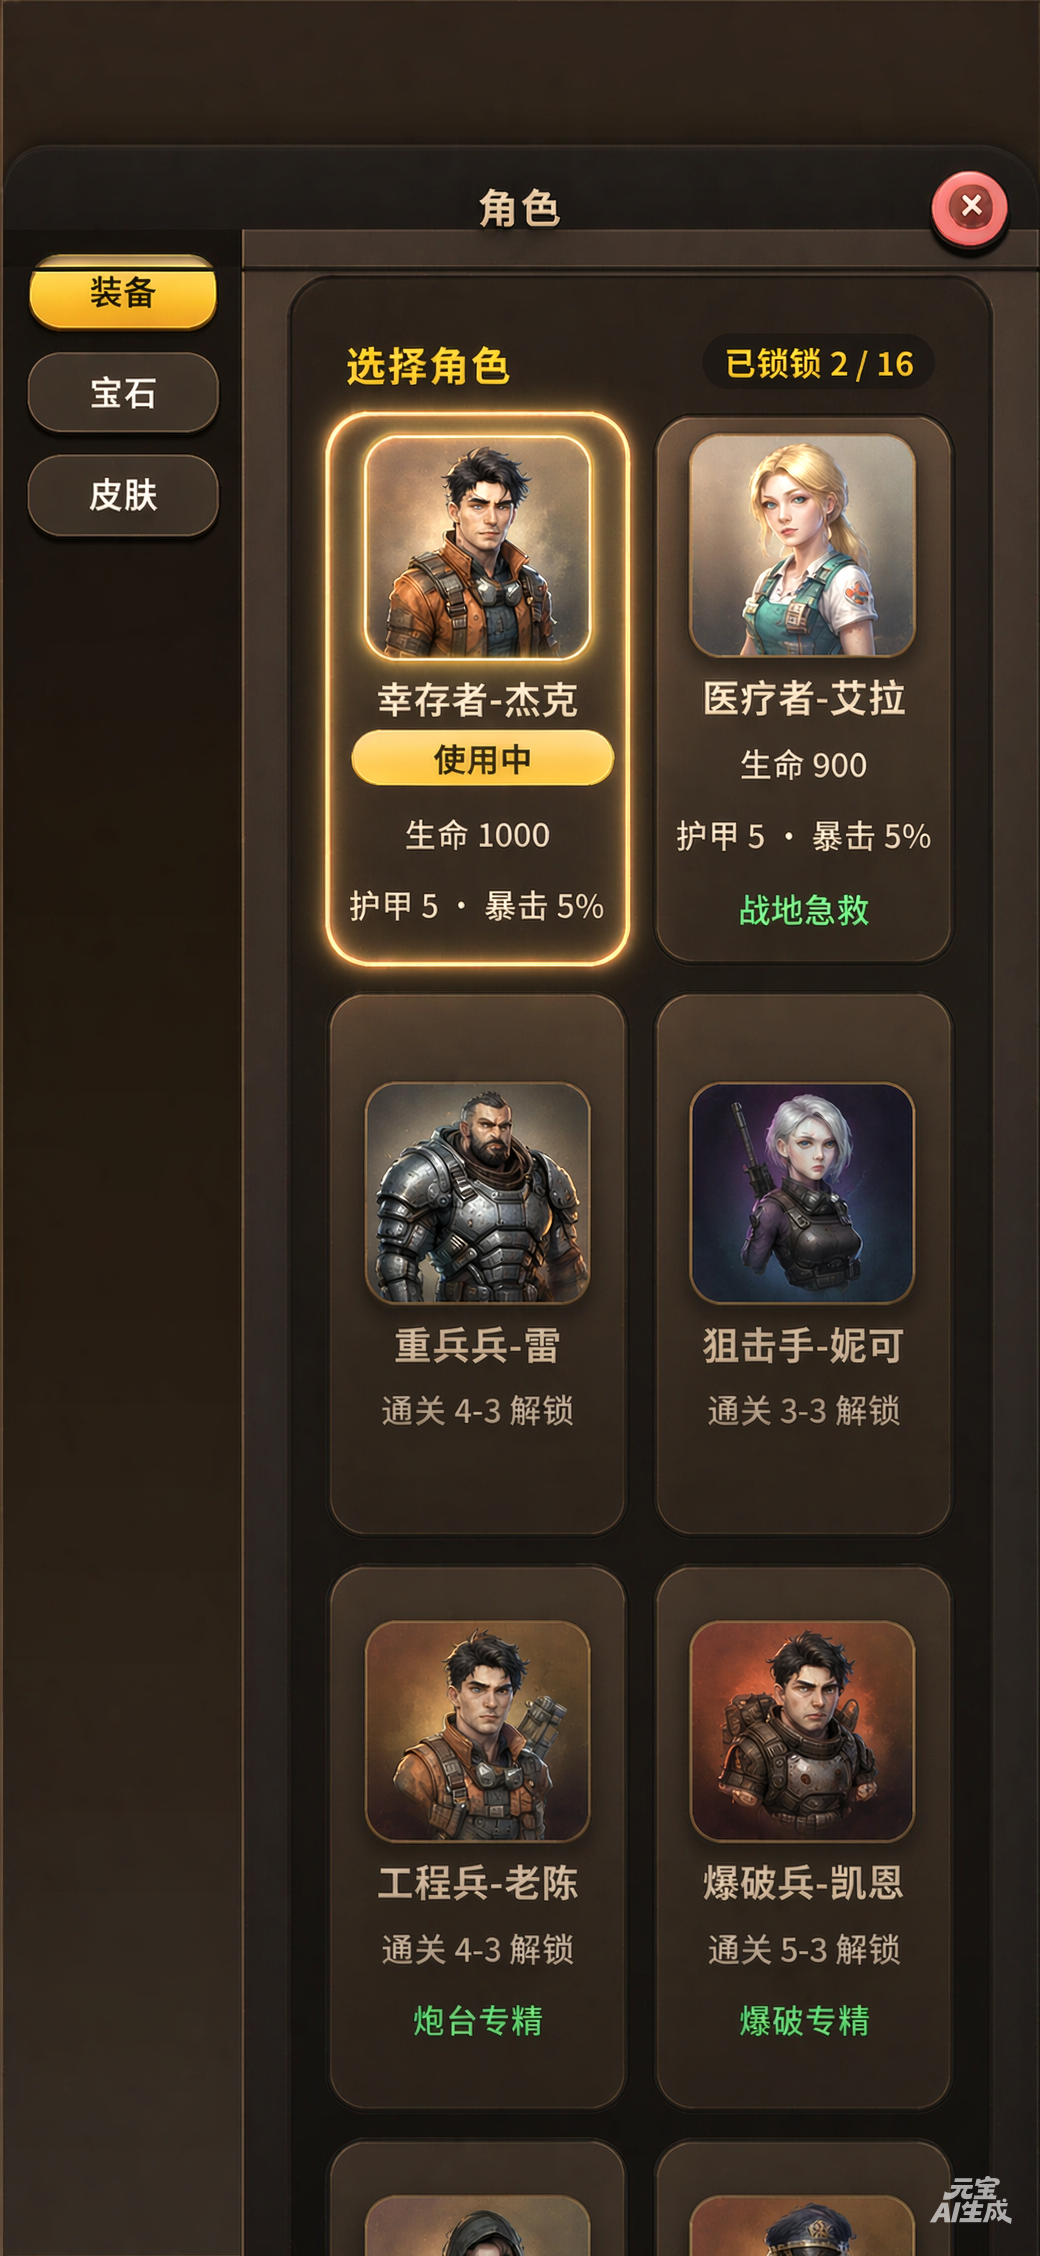 角色
装备
宝石
皮肤
选择角色
已锁锁 2 / 16
幸存者-杰克
使用中
生命 1000
护甲 5 · 暴击 5%
医疗者-艾拉
生命 900
护甲 5 · 暴击 5%
战地急救
重兵兵-雷
通关 4-3 解锁
狙击手-妮可
通关 3-3 解锁
工程兵-老陈
通关 4-3 解锁
炮台专精
爆破兵-凯恩
通关 5-3 解锁
爆破专精
元宝
AI生成